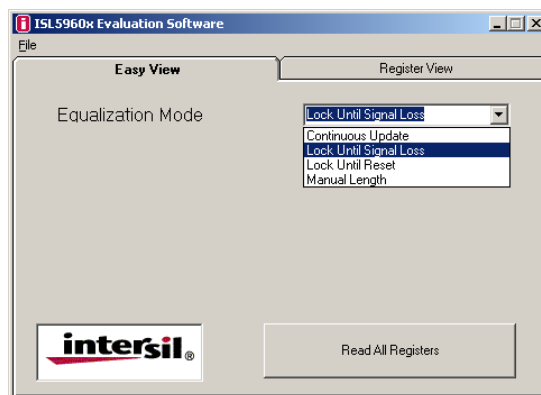 ISL5960x Evaluation Software
File
Easy View
Register View
Equalization Mode
Lock Until Signal Loss
Continuous Update
Lock Until Signal Loss
Lock Until Reset
Manual Length
intersil®
Read All Registers